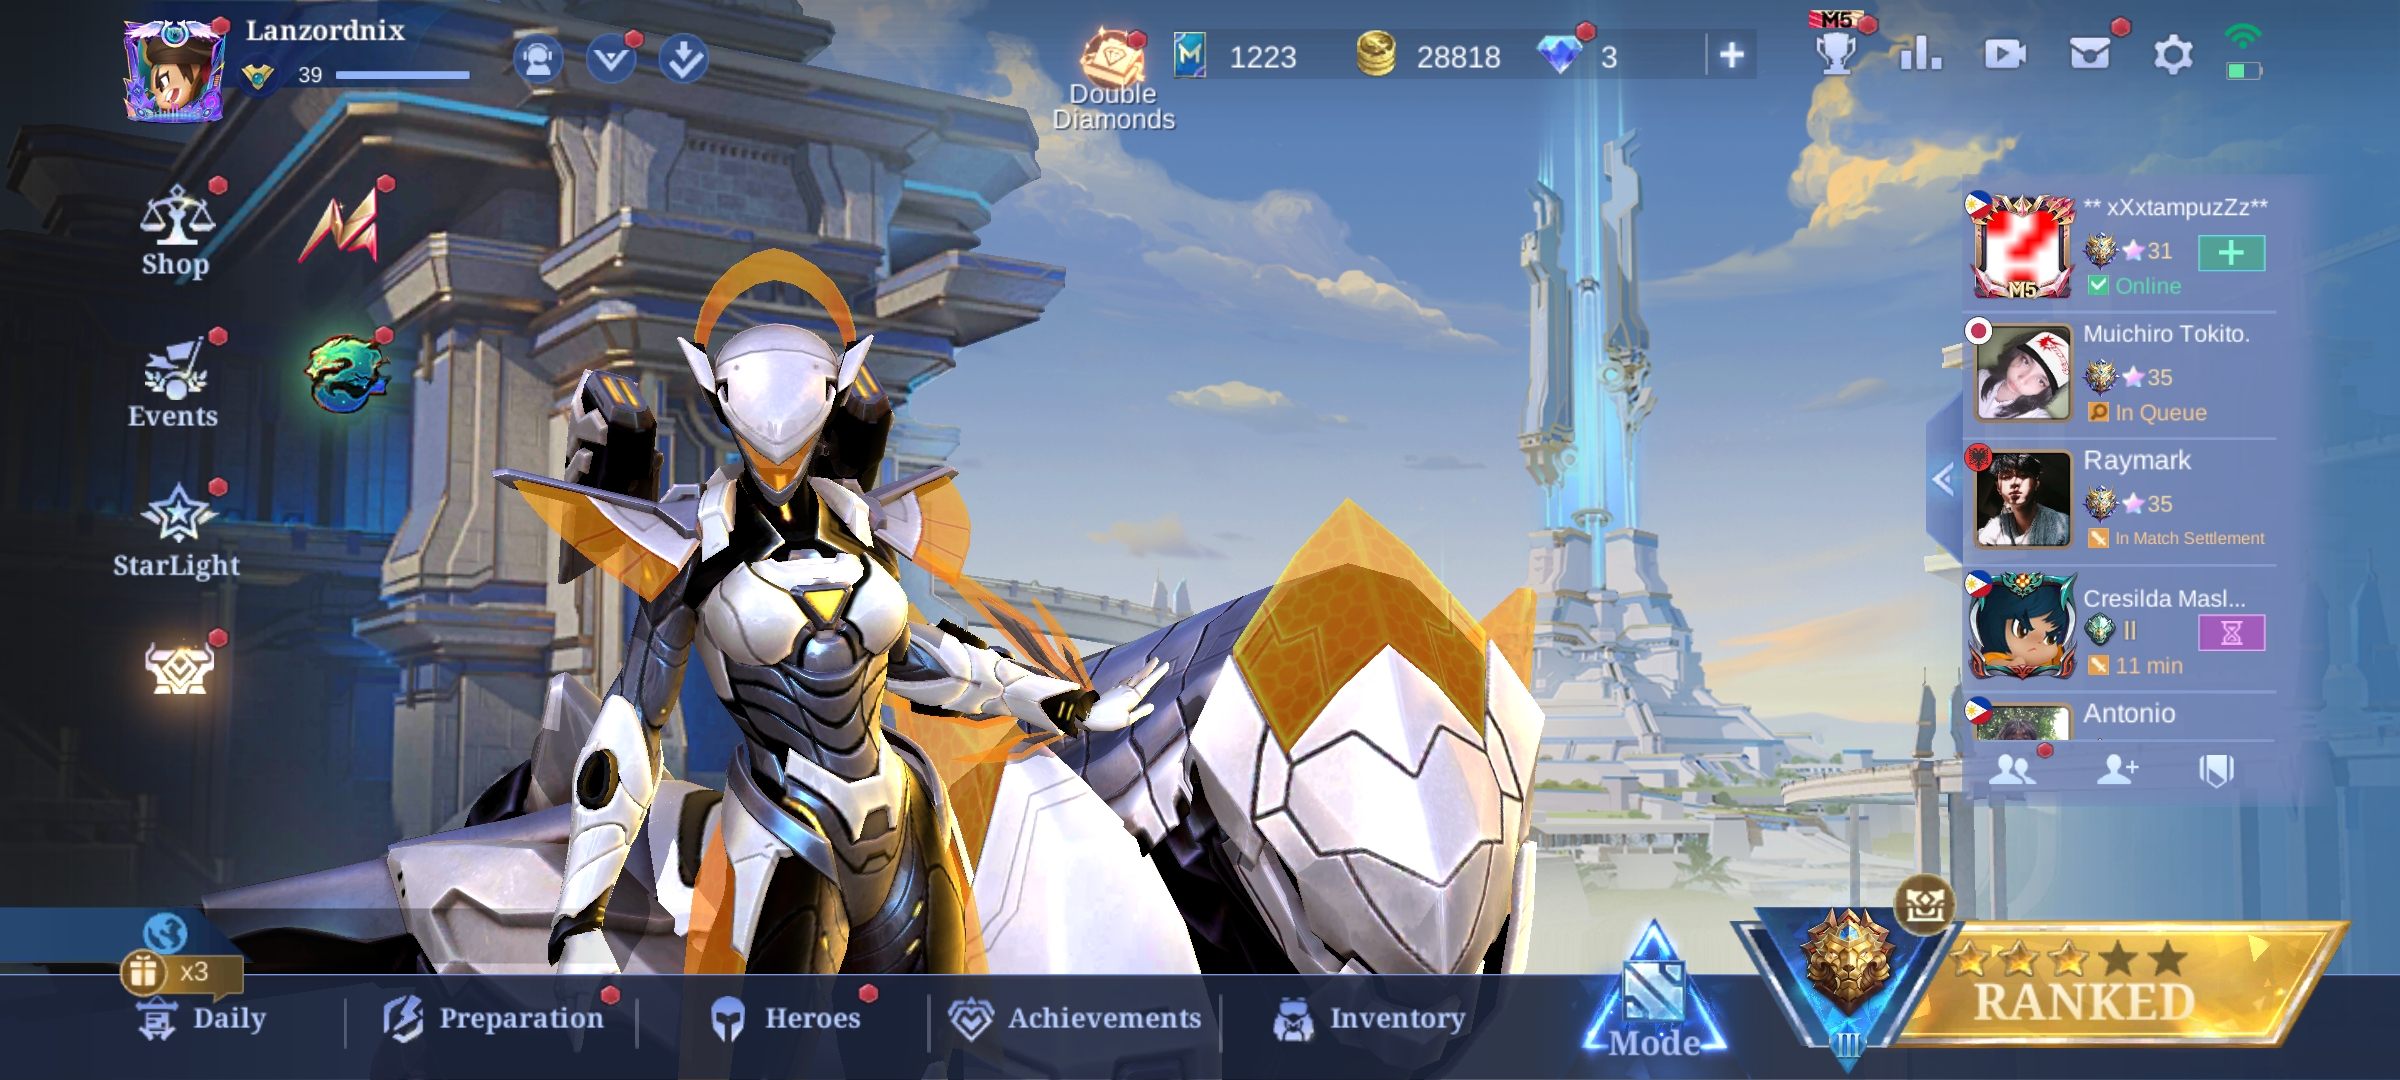 Lanzordnix
39
Double
Diamonds
1223
28818
3
M5
Shop
Events
StarLight
** xXxtampuzZz**
31
Online
M5
Muichiro Tokito.
35
In Queue
Raymark
35
In Match Settlement
Cresilda Masl...
II
11 min
Antonio
x3
Daily
Preparation
Heroes
Achievements
Inventory
Mode
III
RANKED